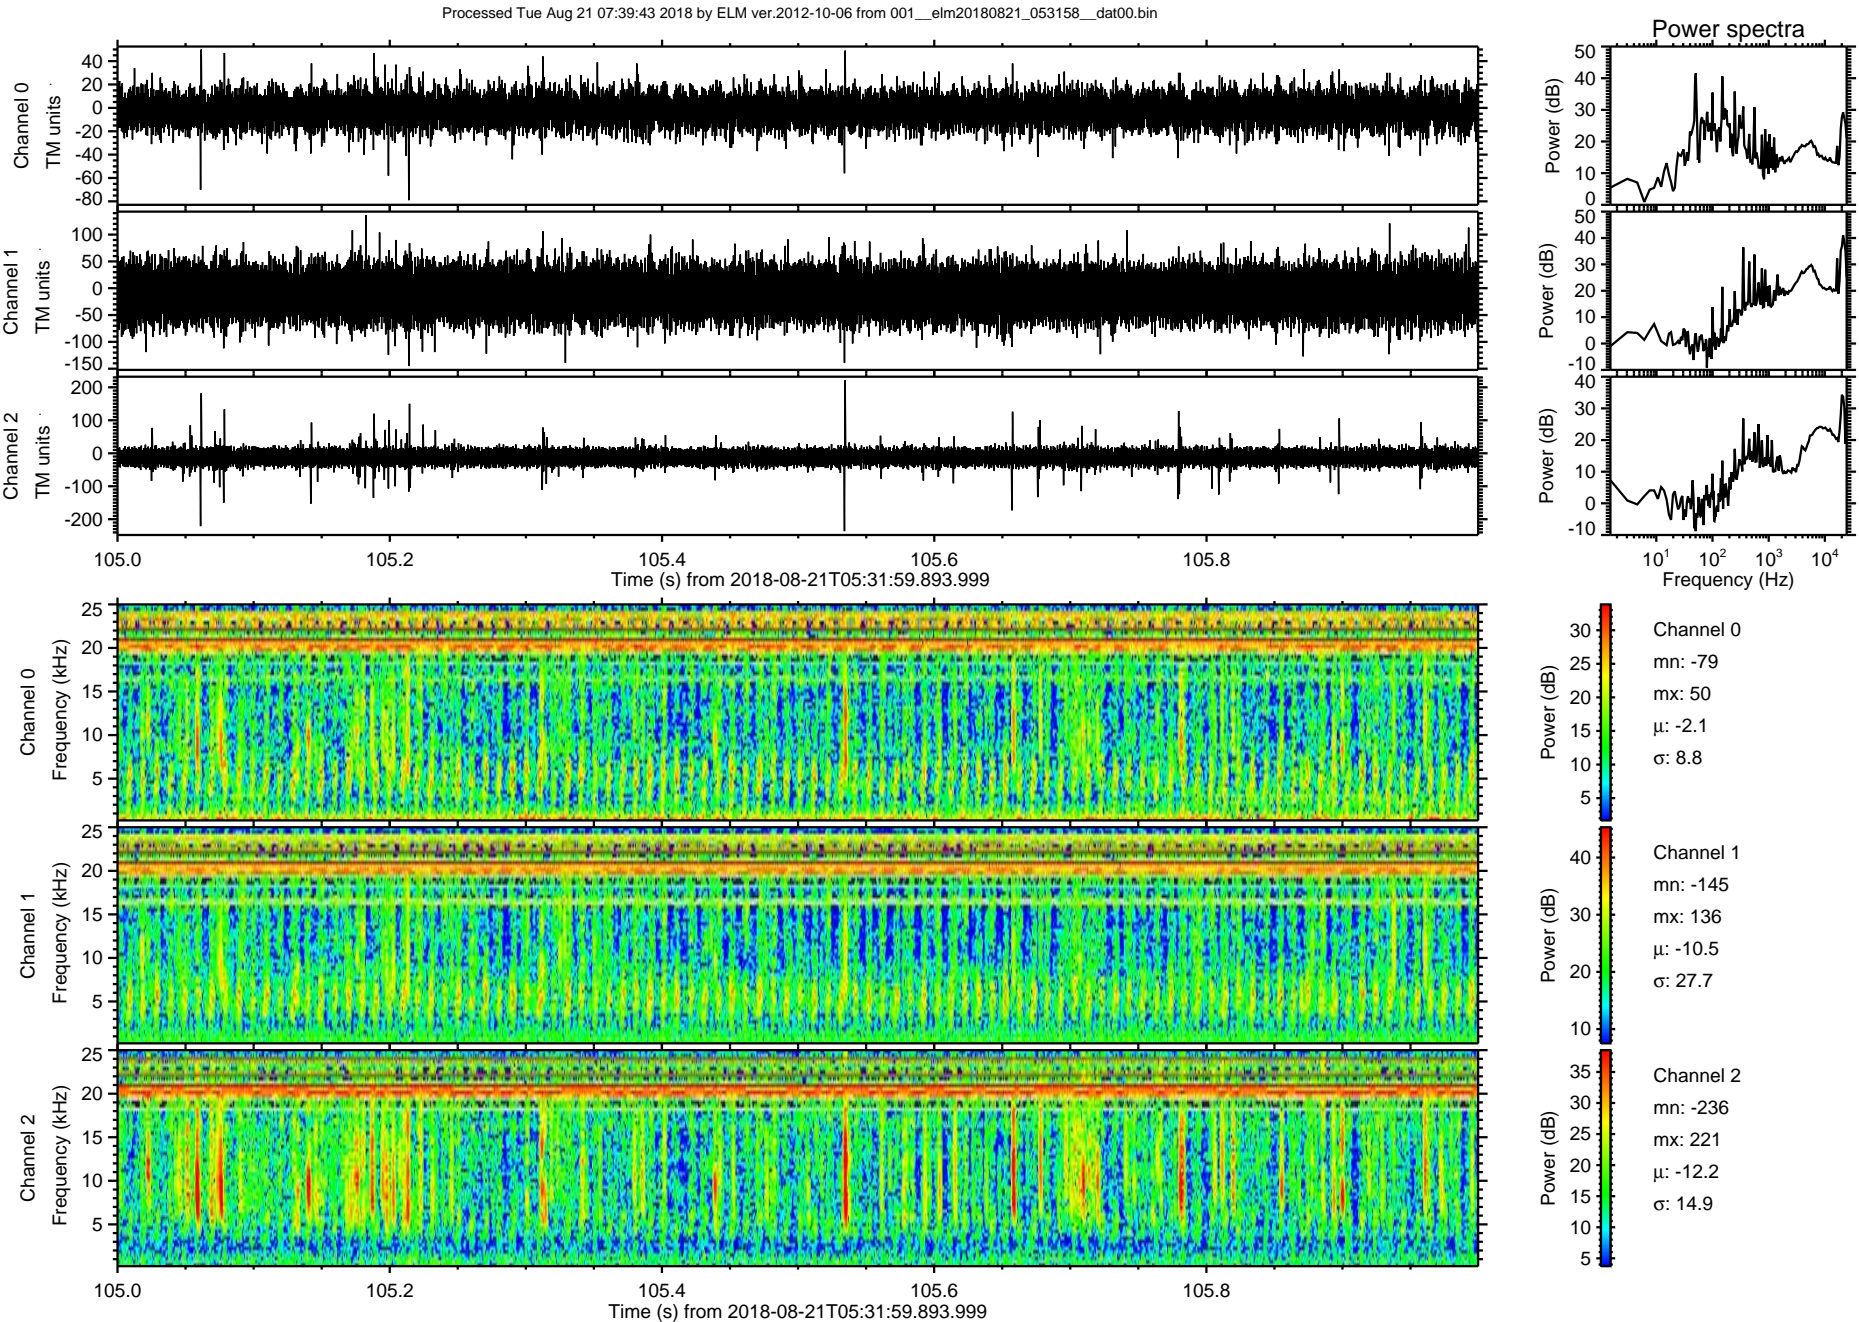 Processed Tue Aug 21 07:39:43 2018 by ELM ver.2012-10-06 from 001__elm20180821_053158__dat00.bin
Power spectra
Channel 0
TM units
40
20
0
-20
-40
-60
-80
Power (dB)
50
40
30
20
10
0
Channel 1
TM units
100
50
0
-50
-100
-150
Power (dB)
50
40
30
20
10
0
-10
Channel 2
TM units
200
100
0
-100
-200
Power (dB)
40
30
20
10
0
-10
105.0 105.2 105.4 105.6 105.8
Time (s) from 2018-08-21T05:31:59.893.999
10^1 10^2 10^3 10^4
Frequency (Hz)
Channel 0
Frequency (kHz)
25
20
15
10
5
Power (dB)
30
25
20
15
10
5
Channel 0
mn: -79
mx: 50
μ: -2.1
σ: 8.8
Channel 1
Frequency (kHz)
25
20
15
10
5
Power (dB)
40
30
20
10
Channel 1
mn: -145
mx: 136
μ: -10.5
σ: 27.7
Channel 2
Frequency (kHz)
25
20
15
10
5
Power (dB)
35
30
25
20
15
10
5
Channel 2
mn: -236
mx: 221
μ: -12.2
σ: 14.9
105.0 105.2 105.4 105.6 105.8
Time (s) from 2018-08-21T05:31:59.893.999